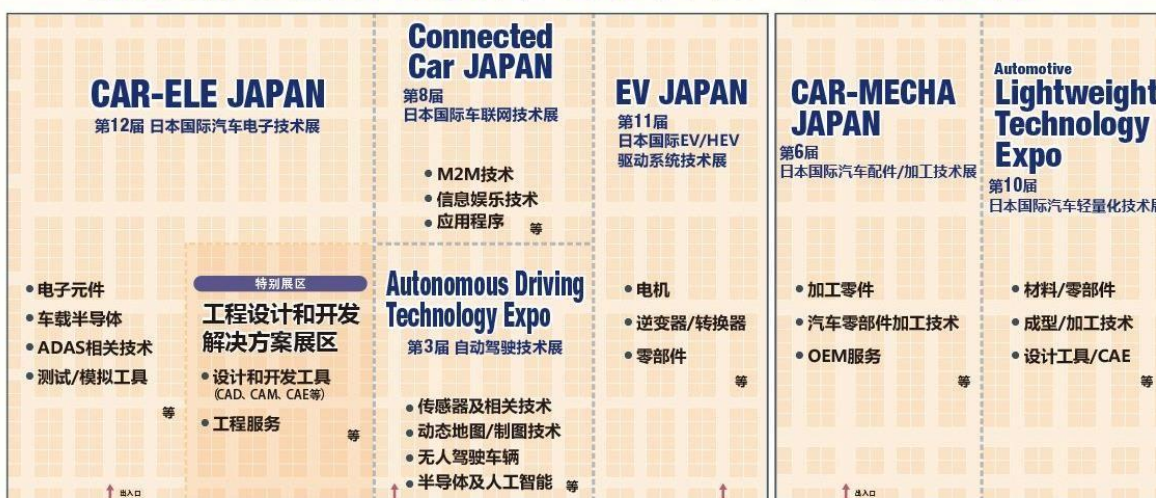 CAR-ELE JAPAN
第12届 日本国际汽车电子技术展
• 电子元件
• 车载半导体
• ADAS相关技术
• 测试/模拟工具
等
特别展区
工程设计和开发
解决方案展区
• 设计和开发工具
(CAD、CAM、CAE等)
• 工程服务
等
出入口
Connected
Car JAPAN
第8届
日本国际车联网技术展
• M2M技术
• 信息娱乐技术
• 应用程序
等
Autonomous Driving
Technology Expo
第3届 自动驾驶技术展
• 传感器及相关技术
• 动态地图/制图技术
• 无人驾驶车辆
• 半导体及人工智能
等
EV JAPAN
第11届
日本国际EV/HEV
驱动系统技术展
• 电机
• 逆变器/转换器
• 零部件
等
CAR-MECHA
JAPAN
第6届
日本国际汽车配件/加工技术展
• 加工零件
• 汽车零部件加工技术
• OEM服务
等
出入口
Automotive
Lightweight
Technology
Expo
第10届
日本国际汽车轻量化技术展
• 材料/零部件
• 成型/加工技术
• 设计工具/CAE
等